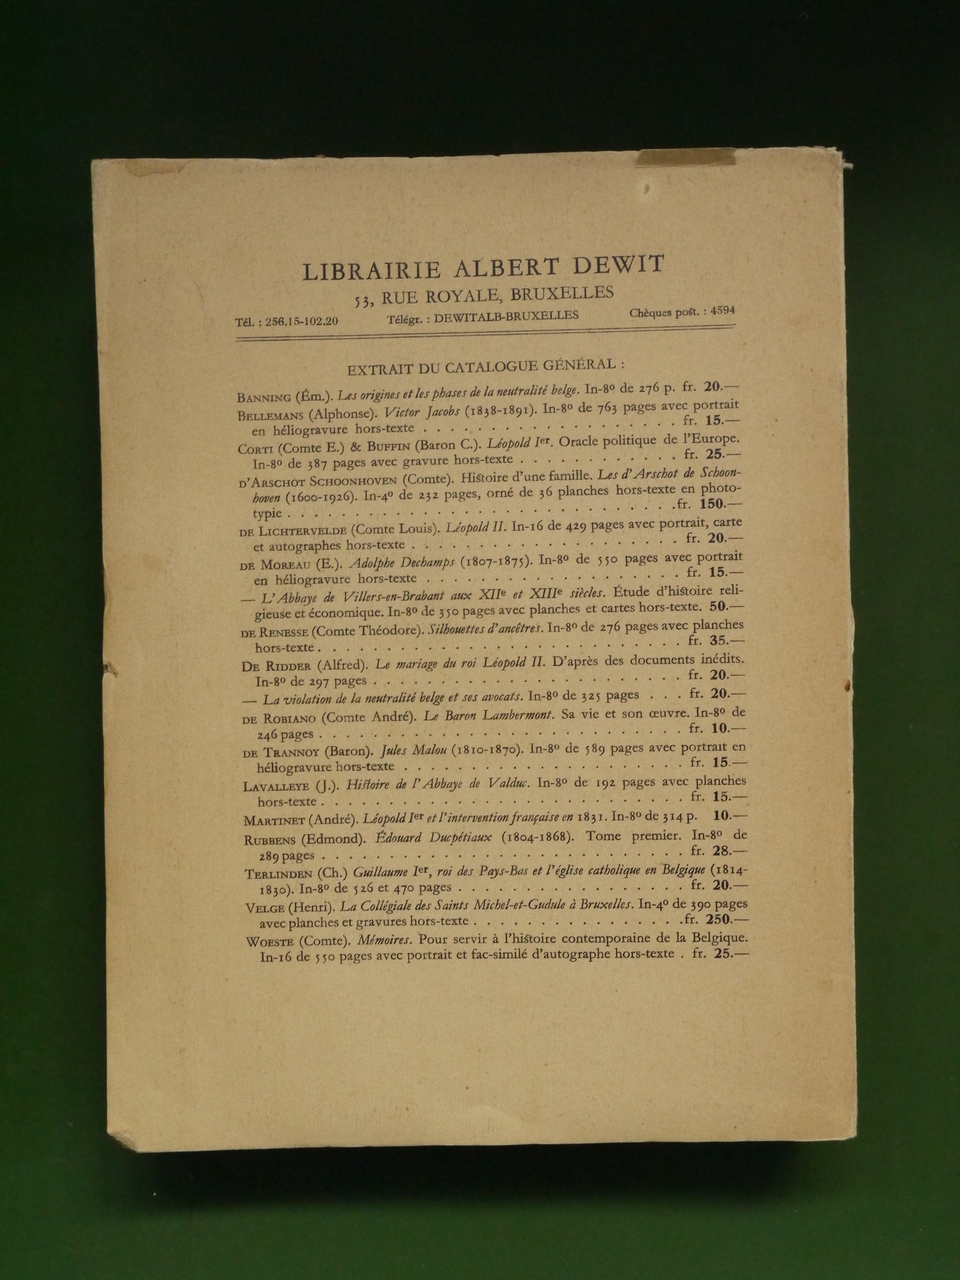 LIBRAIRIE ALBERT DEWIT
53, RUE ROYALE, BRUXELLES
Tél. : 256.15-102.20 Télégr. : DEWITALB-BRUXELLES Chèques post. : 4594
EXTRAIT DU CATALOGUE GÉNÉRAL :
BANNING (Ém.). Les origines et les phases de la neutralité belge. In-8º de 276 p. fr. 20.—
BELLEMANS (Alphonse). Victor Jacobs (1838-1891). In-8º de 763 pages avec portrait
en héliogravure hors-texte . . . . . . . . . . . . . . . . fr. 15.—
CORTI (Comte E.) & BUFFIN (Baron C.). Léopold Ier. Oracle politique de l'Europe.
In-8º de 387 pages avec gravure hors-texte . . . . . . . . . . . fr. 25.—
D'ARSCHOT SCHOONHOVEN (Comte). Histoire d'une famille. Les d'Arschot de Schoon-
hoven (1600-1926). In-4º de 232 pages, orné de 36 planches hors-texte en photo-
typie . . . . . . . . . . . . . . . . . . . . . . . . . .fr. 150.—
DE LICHTERVELDE (Comte Louis). Léopold II. In-16 de 429 pages avec portrait, carte
et autographes hors-texte . . . . . . . . . . . . . . . . . fr. 20.—
DE MOREAU (E.). Adolphe Dechamps (1807-1875). In-8º de 550 pages avec portrait
en héliogravure hors-texte . . . . . . . . . . . . . . . . fr. 15.—
— L'Abbaye de Villers-en-Brabant aux XIIe et XIIIe siècles. Étude d'histoire reli-
gieuse et économique. In-8º de 350 pages avec planches et cartes hors-texte. 50.—
DE RENESSE (Comte Théodore). Silhouettes d'ancêtres. In-8º de 276 pages avec planches
hors-texte . . . . . . . . . . . . . . . . . . . . . . . fr. 35.—
DE RIDDER (Alfred). Le mariage du roi Léopold II. D'après des documents inédits.
In-8º de 297 pages . . . . . . . . . . . . . . . . . . . . fr. 20.—
— La violation de la neutralité belge et ses avocats. In-8º de 325 pages . . . fr. 20.—
DE ROBIANO (Comte André). Le Baron Lambermont. Sa vie et son œuvre. In-8º de
246 pages . . . . . . . . . . . . . . . . . . . . . . . fr. 10.—
DE TRANNOY (Baron). Jules Malou (1810-1870). In-8º de 589 pages avec portrait en
héliogravure hors-texte . . . . . . . . . . . . . . . . . . fr. 15.—
LAVALLEYE (J.). Histoire de l'Abbaye de Valduc. In-8º de 192 pages avec planches
hors-texte . . . . . . . . . . . . . . . . . . . . . . . fr. 15.—
MARTINET (André). Léopold Ier et l'intervention française en 1831. In-8º de 314 p. 10.—
RUBBENS (Edmond). Édouard Ducpétiaux (1804-1868). Tome premier. In-8º de
289 pages . . . . . . . . . . . . . . . . . . . . . . . fr. 28.—
TERLINDEN (Ch.) Guillaume Ier, roi des Pays-Bas et l'église catholique en Belgique (1814-
1830). In-8º de 526 et 470 pages . . . . . . . . . . . . . . . fr. 20.—
VELGE (Henri). La Collégiale des Saints Michel-et-Gudule à Bruxelles. In-4º de 390 pages
avec planches et gravures hors-texte . . . . . . . . . . . . . .fr. 250.—
WOESTE (Comte). Mémoires. Pour servir à l'histoire contemporaine de la Belgique.
In-16 de 550 pages avec portrait et fac-similé d'autographe hors-texte . fr. 25.—